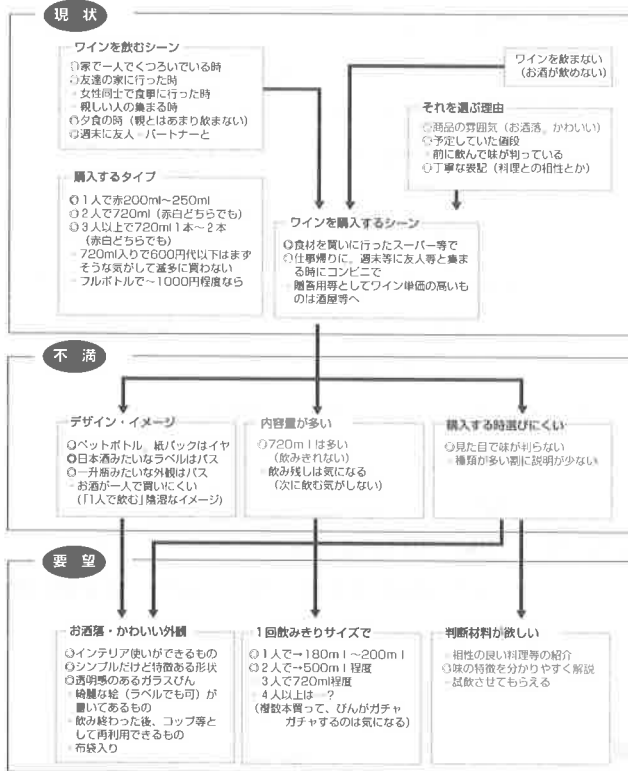 現 状
ワインを飲むシーン
◎家で一人でくつろいでいる時
○友達の家に行った時
・女性同士で食事に行った時
・親しい人の集まる時
◎夕食の時（親とはあまり飲まない）
◎週末に友人・パートナーと
ワインを飲まない
（お酒が飲めない）
それを選ぶ理由
◎商品の雰囲気（お洒落、かわいい）
○予定していた値段
・前に飲んで味が判っている
○丁寧な表記（料理との相性とか）
購入するタイプ
◎1人で赤200ml～250ml
○2人で720ml（赤白どちらでも）
◎3人以上で720ml 1本～2本
（赤白どちらでも）
・720ml入りで600円代以下はまず
そうな気がして滅多に買わない
・フルボトルで～1000円程度なら
ワインを購入するシーン
◎食材を買いに行ったスーパー等で
○仕事帰りに、週末等に友人等と集ま
る時にコンビニで
・贈答用等としてワイン単価の高いも
のは酒屋等へ
不 満
デザイン・イメージ
◎ペットボトル、紙パックはイヤ
◎日本酒みたいなラベルはパス
◎一升瓶みたいな外観はパス
・お酒が一人で買いにくい
(「1人で飲む」陰湿なイメージ)
内容量が多い
○720mlは多い
（飲みきれない）
・飲み残しは気になる
（次に飲む気がしない）
購入する時選びにくい
○見た目で味が判らない
・種類が多い割に説明が少ない
要 望
お洒落・かわいい外観
◎インテリア使いができるもの
◎シンプルだけど特徴ある形状
◎透明感のあるガラスびん
・綺麗な絵（ラベルでも可）が
書いてあるもの
・飲み終わった後、コップ等と
して再利用できるもの
・布袋入り
1回飲みきりサイズで
○1人で→180ml～200ml
○2人で→500ml程度
・3人で720ml程度
・4人以上は→?
（複数本買って、びんがガチャ
ガチャするのは気になる）
判断材料が欲しい
・相性の良い料理等の紹介
○味の特徴を分かりやすく解説
・試飲させてもらえる